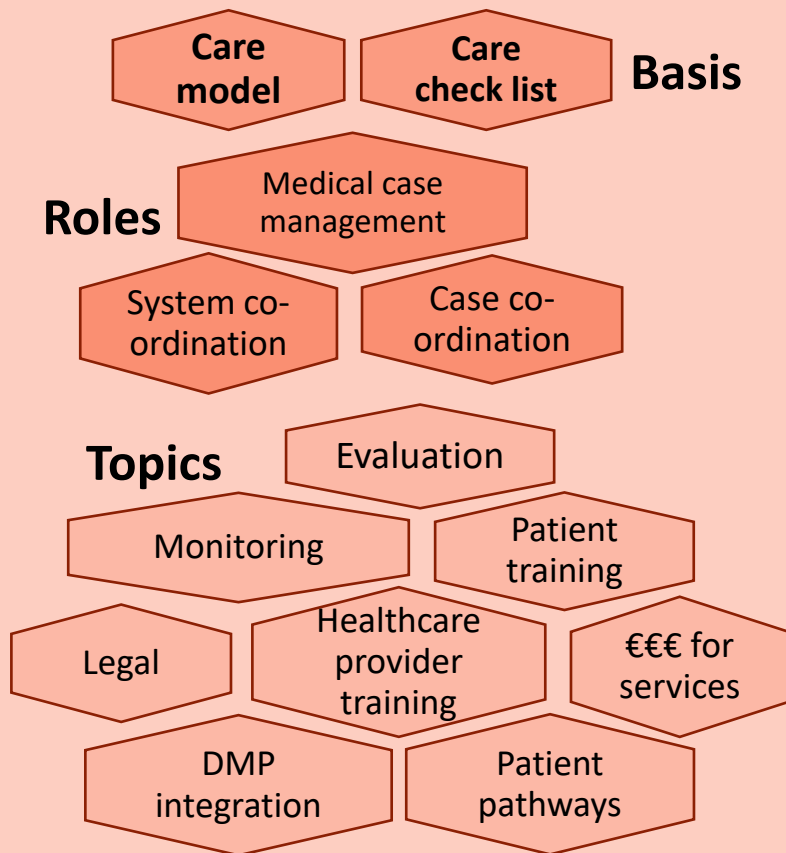 Care
model
Care
check list
Basis
Roles
Medical case
management
System co-
ordination
Case co-
ordination
Topics
Evaluation
Monitoring
Patient
training
Legal
Healthcare
provider
training
€€€ for
services
DMP
integration
Patient
pathways